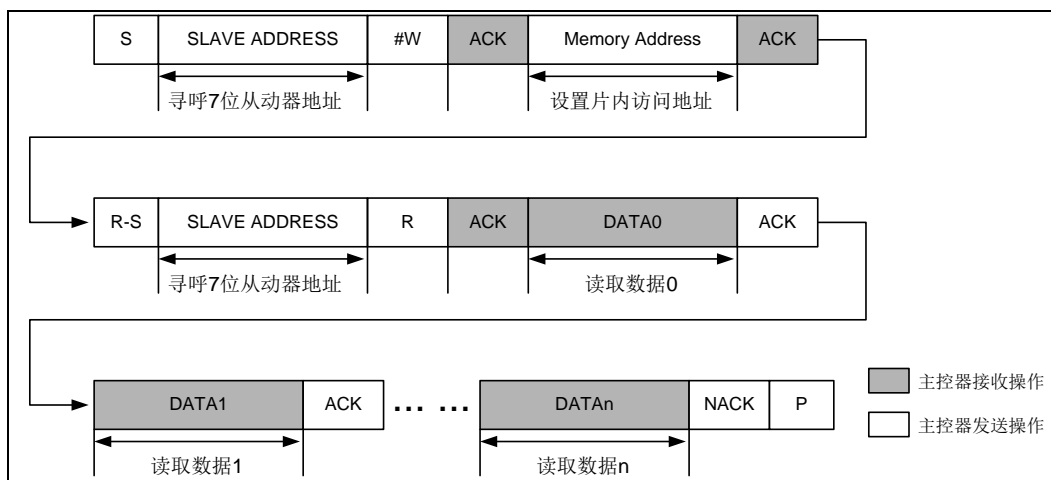 S SLAVE ADDRESS #W ACK Memory Address ACK
寻呼7位从动器地址 设置片内访问地址
R-S SLAVE ADDRESS R ACK DATA0 ACK
寻呼7位从动器地址 读取数据0
主控器接收操作
DATA1 ACK ... ... DATAn NACK P
主控器发送操作
读取数据1 读取数据n